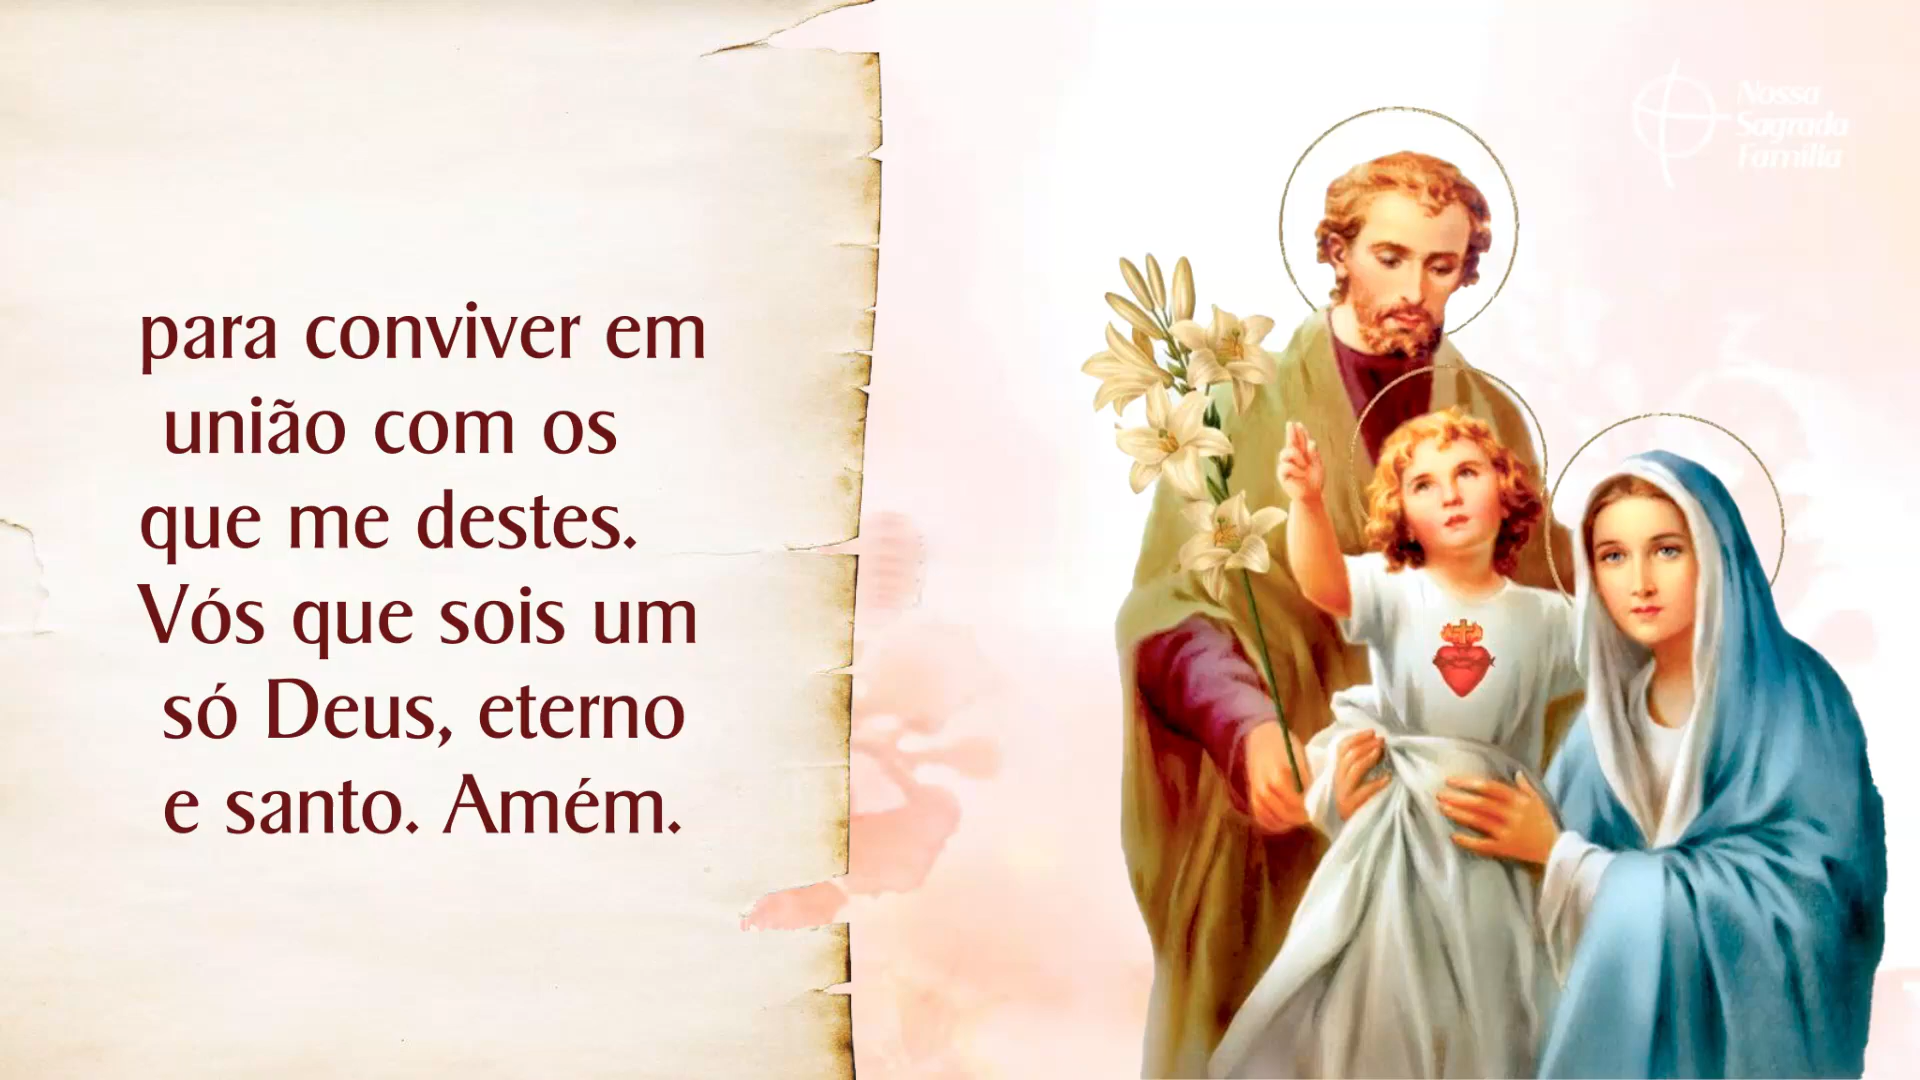 para conviver em
união com os
que me destes.
Vós que sois um
só Deus, eterno
e santo. Amém.
Nossa
Sagrada
Família